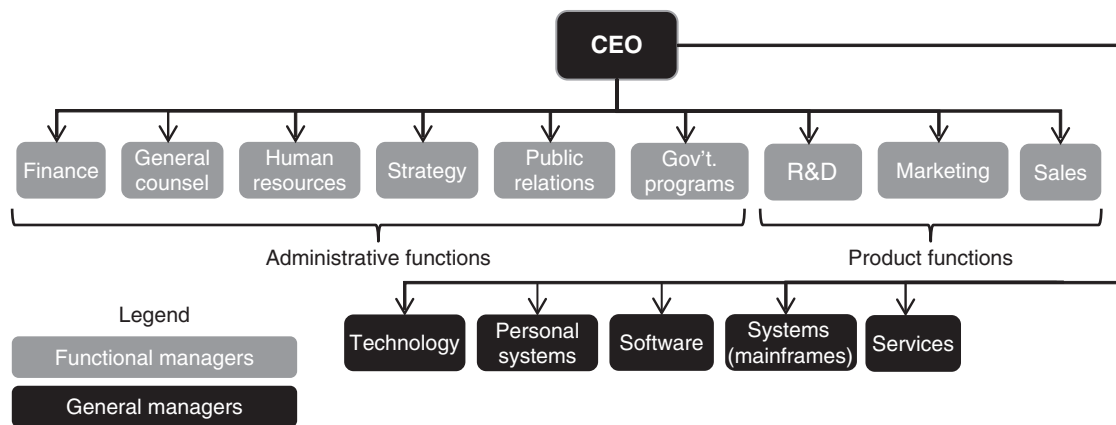 CEO
Finance
General
counsel
Human
resources
Strategy
Public
relations
Gov't.
programs
R&D
Marketing
Sales
Administrative functions
Product functions
Technology
Personal
systems
Software
Systems
(mainframes)
Services
Legend
Functional managers
General managers